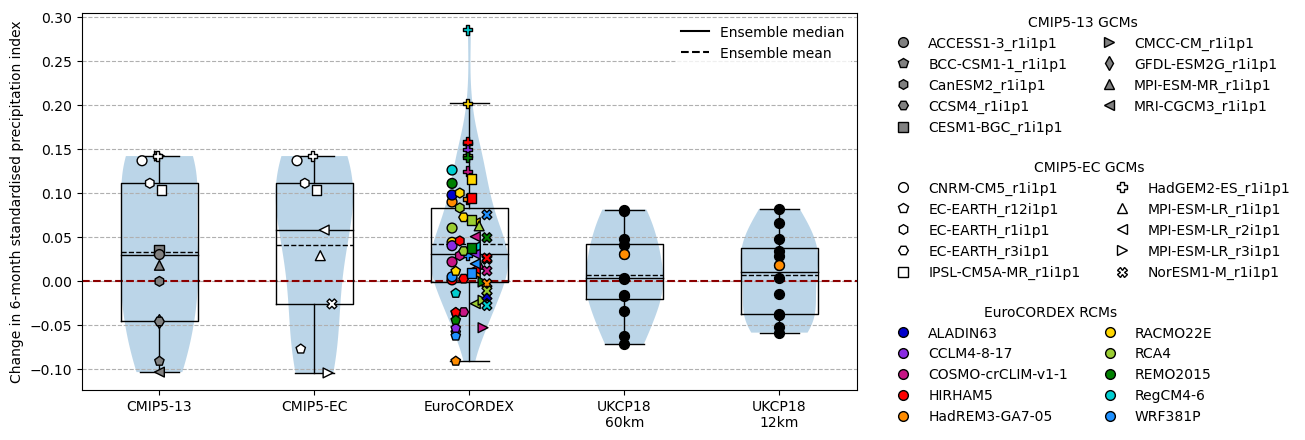 Change in 6-month standardised precipitation index
0.30
0.25
0.20
0.15
0.10
0.05
0.00
−0.05
−0.10
Ensemble median
Ensemble mean
CMIP5-13
CMIP5-EC
EuroCORDEX
UKCP18
60km
UKCP18
12km
CMIP5-13 GCMs
ACCESS1-3_r1i1p1
BCC-CSM1-1_r1i1p1
CanESM2_r1i1p1
CCSM4_r1i1p1
CESM1-BGC_r1i1p1
CMCC-CM_r1i1p1
GFDL-ESM2G_r1i1p1
MPI-ESM-MR_r1i1p1
MRI-CGCM3_r1i1p1
CMIP5-EC GCMs
CNRM-CM5_r1i1p1
EC-EARTH_r12i1p1
EC-EARTH_r1i1p1
EC-EARTH_r3i1p1
IPSL-CM5A-MR_r1i1p1
HadGEM2-ES_r1i1p1
MPI-ESM-LR_r1i1p1
MPI-ESM-LR_r2i1p1
MPI-ESM-LR_r3i1p1
NorESM1-M_r1i1p1
EuroCORDEX RCMs
ALADIN63
CCLM4-8-17
COSMO-crCLIM-v1-1
HIRHAM5
HadREM3-GA7-05
RACMO22E
RCA4
REMO2015
RegCM4-6
WRF381P